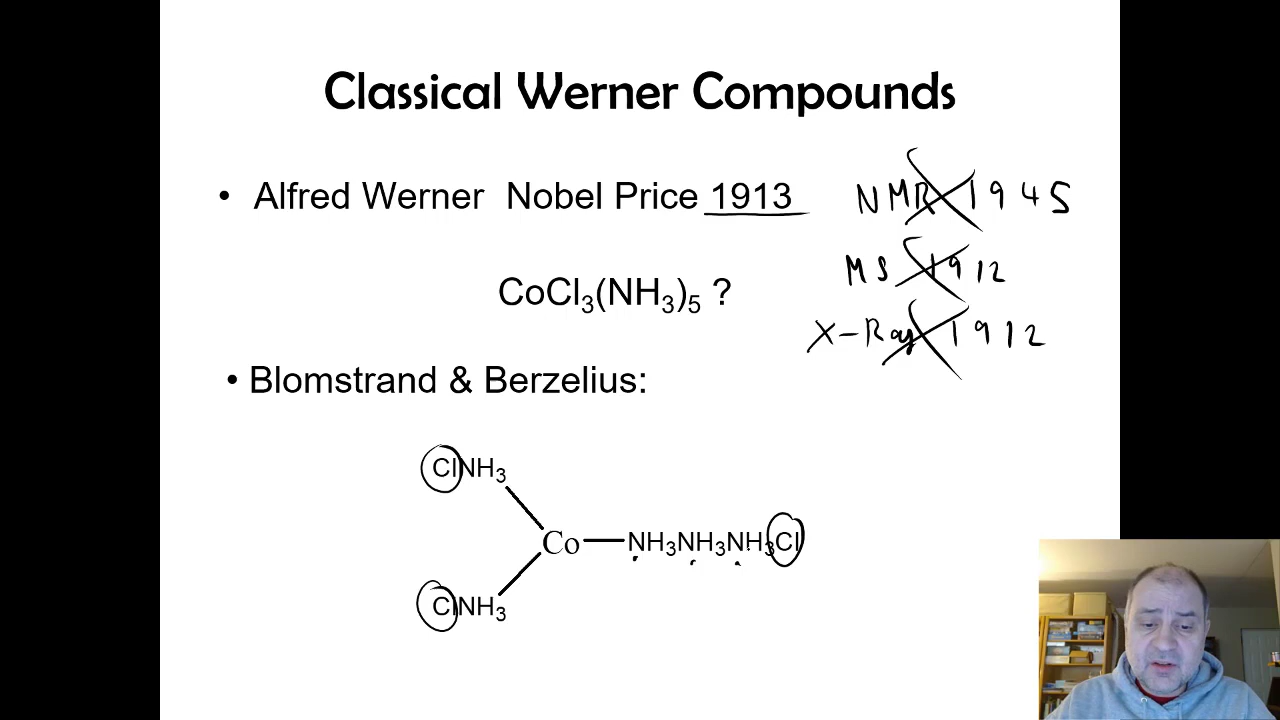 Classical Werner Compounds
• Alfred Werner Nobel Price 1913
NMR 1945
MS 1912
CoCl₃(NH₃)₅ ?
X-Ray 1912
• Blomstrand & Berzelius:
ClNH₃
Co NH₃NH₃NH₃Cl
ClNH₃